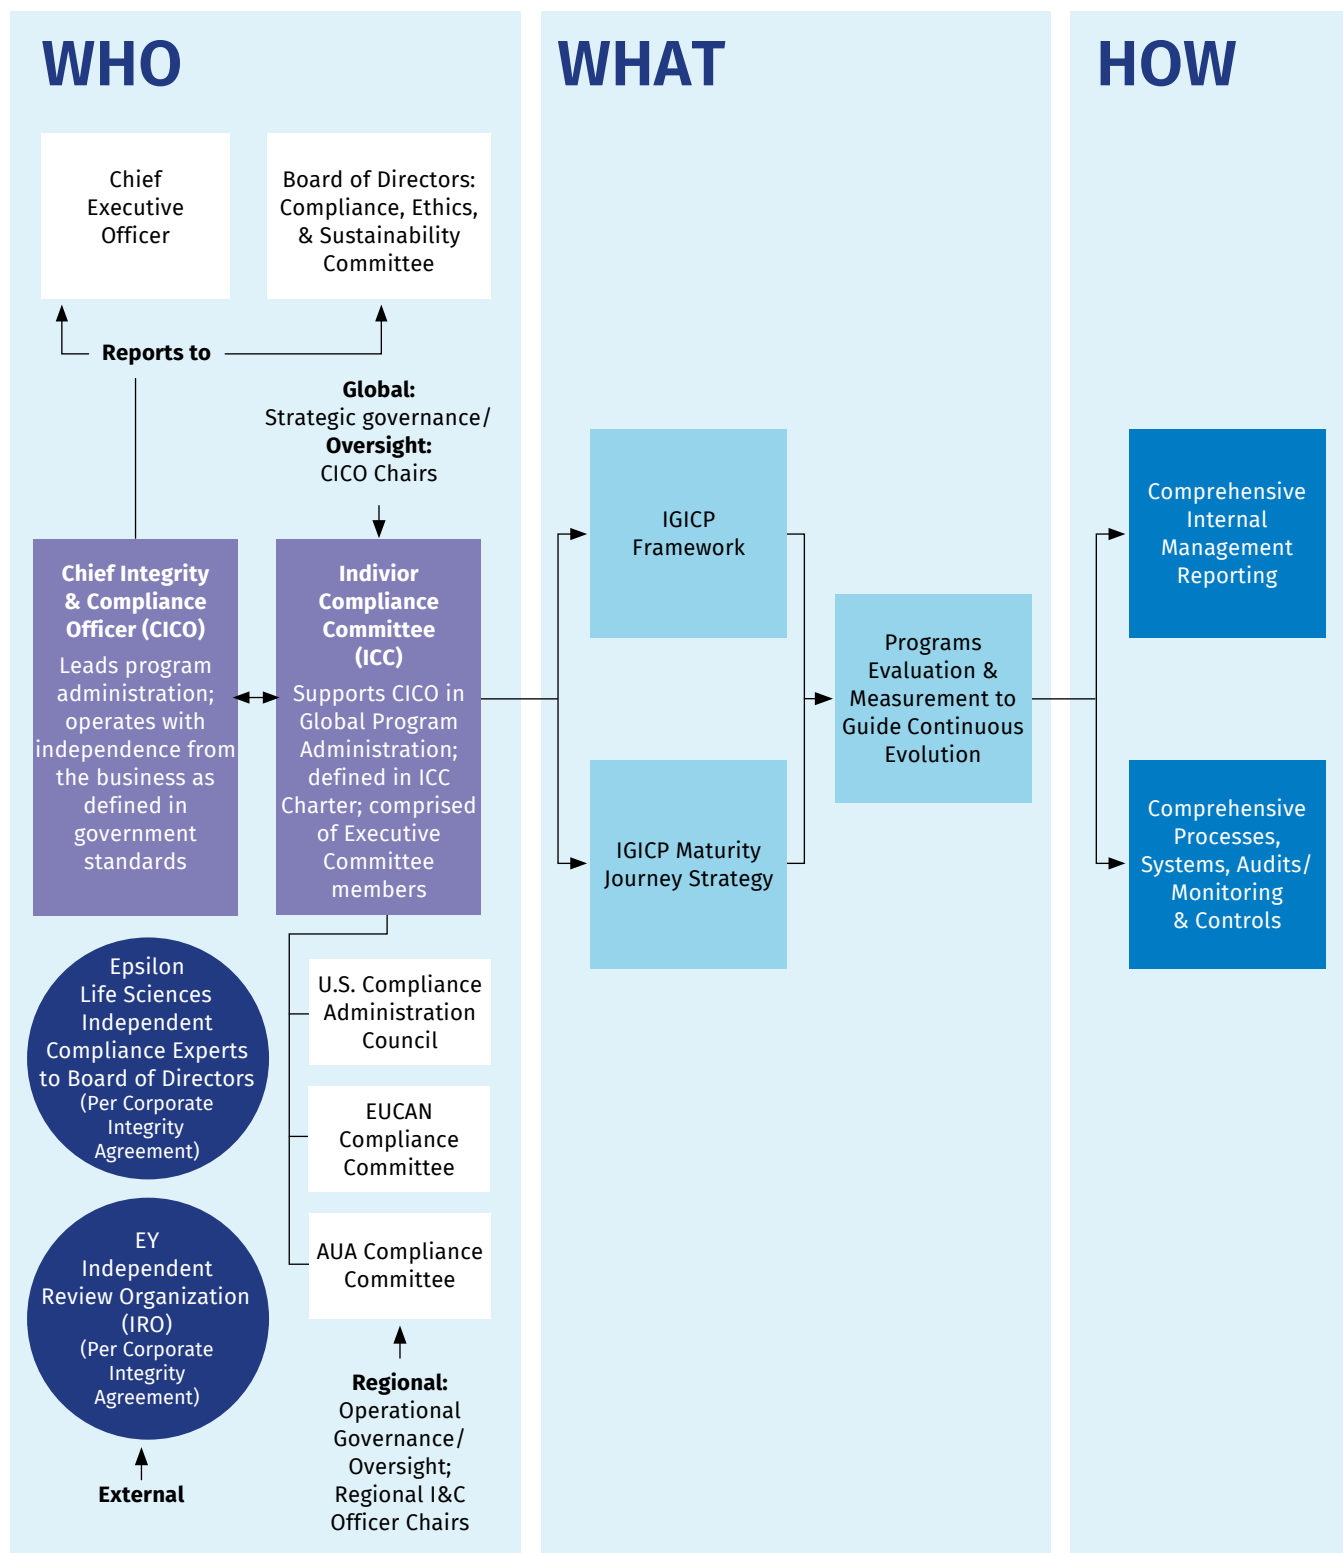 WHO
Chief
Executive
Officer
Board of Directors:
Compliance, Ethics,
& Sustainability
Committee
Reports to
Global:
Strategic governance/
Oversight:
CICO Chairs
Chief Integrity
& Compliance
Officer (CICO)
Leads program
administration;
operates with
independence from
the business as
defined in
government
standards
Indivior
Compliance
Committee
(ICC)
Supports CICO in
Global Program
Administration;
defined in ICC
Charter; comprised
of Executive
Committee
members
Epsilon
Life Sciences
Independent
Compliance Experts
to Board of Directors
(Per Corporate
Integrity
Agreement)
EY
Independent
Review Organization
(IRO)
(Per Corporate
Integrity
Agreement)
External
U.S. Compliance
Administration
Council
EUCAN
Compliance
Committee
AUA Compliance
Committee
Regional:
Operational
Governance/
Oversight;
Regional I&C
Officer Chairs
WHAT
IGICP
Framework
IGICP Maturity
Journey Strategy
Programs
Evaluation &
Measurement to
Guide Continuous
Evolution
HOW
Comprehensive
Internal
Management
Reporting
Comprehensive
Processes,
Systems, Audits/
Monitoring
& Controls